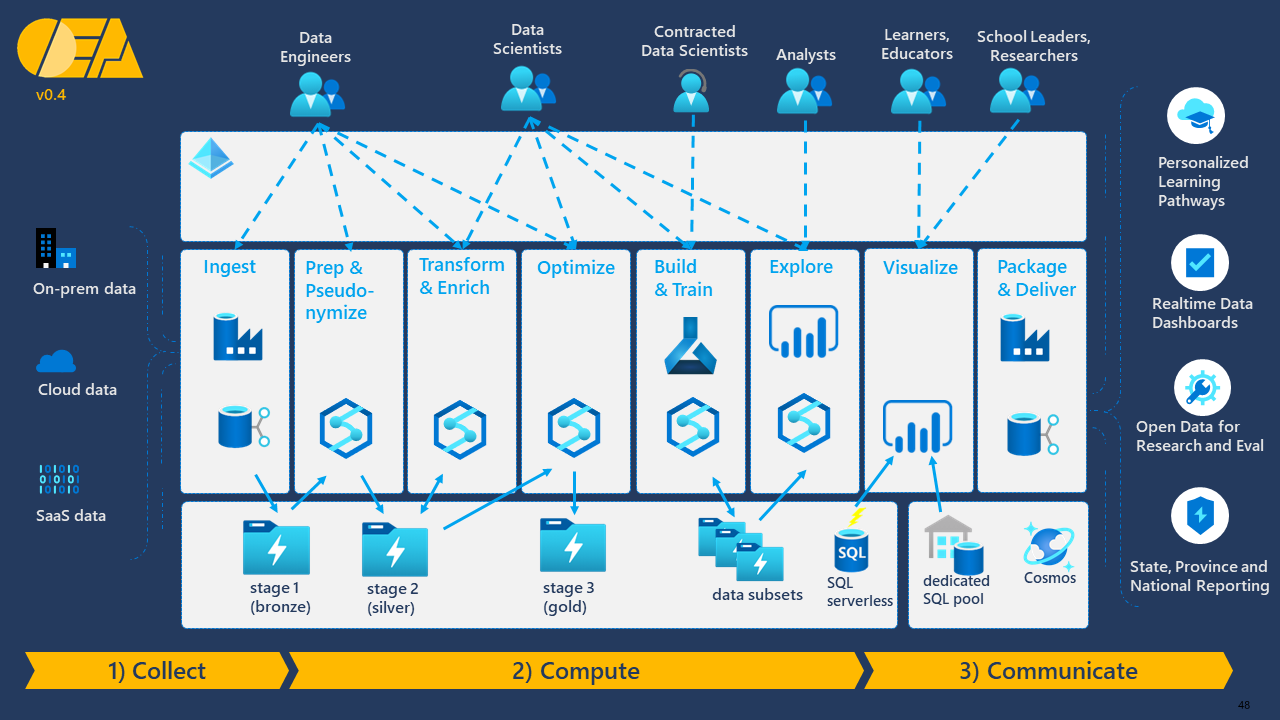 OEA
v0.4
Data
Engineers
Data
Scientists
Contracted
Data Scientists
Analysts
Learners,
Educators
School Leaders,
Researchers
On-prem data
Cloud data
SaaS data
Ingest
Prep &
Pseudo-
nymize
Transform
& Enrich
Optimize
Build
& Train
Explore
Visualize
Package
& Deliver
stage 1
(bronze)
stage 2
(silver)
stage 3
(gold)
data subsets
SQL
SQL
serverless
dedicated
SQL pool
Cosmos
Personalized
Learning
Pathways
Realtime Data
Dashboards
Open Data for
Research and Eval
State, Province and
National Reporting
1) Collect
2) Compute
3) Communicate
48